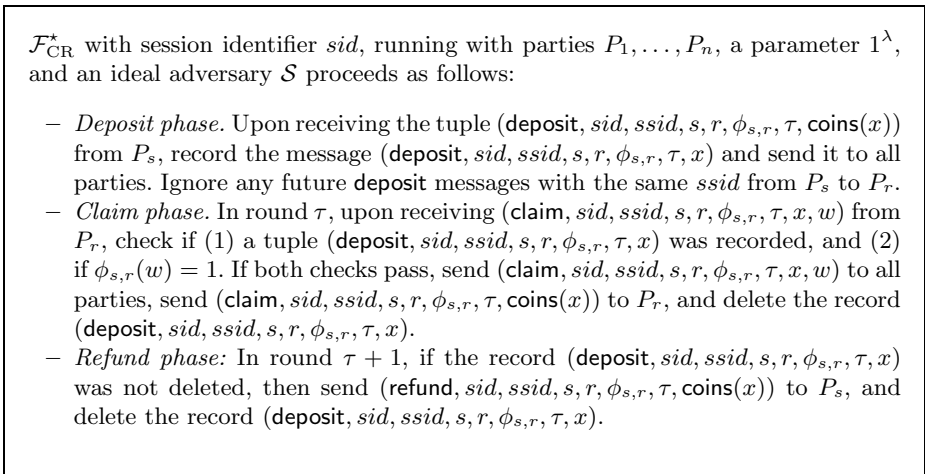 𝓕⋆CR with session identifier sid, running with parties P1, . . . , Pn, a parameter 1^λ,
and an ideal adversary 𝒮 proceeds as follows:
– Deposit phase. Upon receiving the tuple (deposit, sid, ssid, s, r, ϕs,r, τ, coins(x))
from Ps, record the message (deposit, sid, ssid, s, r, ϕs,r, τ, x) and send it to all
parties. Ignore any future deposit messages with the same ssid from Ps to Pr.
– Claim phase. In round τ, upon receiving (claim, sid, ssid, s, r, ϕs,r, τ, x, w) from
Pr, check if (1) a tuple (deposit, sid, ssid, s, r, ϕs,r, τ, x) was recorded, and (2)
if ϕs,r(w) = 1. If both checks pass, send (claim, sid, ssid, s, r, ϕs,r, τ, x, w) to all
parties, send (claim, sid, ssid, s, r, ϕs,r, τ, coins(x)) to Pr, and delete the record
(deposit, sid, ssid, s, r, ϕs,r, τ, x).
– Refund phase: In round τ + 1, if the record (deposit, sid, ssid, s, r, ϕs,r, τ, x)
was not deleted, then send (refund, sid, ssid, s, r, ϕs,r, τ, coins(x)) to Ps, and
delete the record (deposit, sid, ssid, s, r, ϕs,r, τ, x).